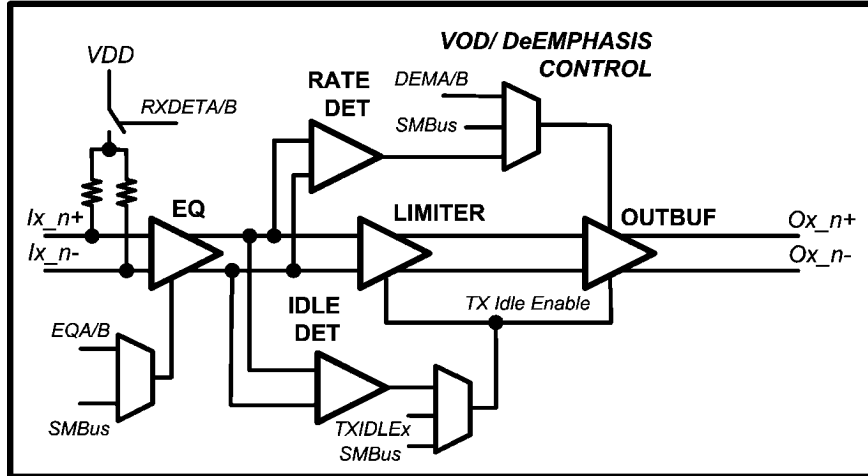 VOD/ DeEMPHASIS
CONTROL
VDD
RATE
DET
DEMA/B
RXDETA/B
SMBus
EQ
LIMITER
OUTBUF
Ix_n+
Ox_n+
Ix_n-
Ox_n-
IDLE
DET
TX Idle Enable
EQA/B
SMBus
TXIDLEx
SMBus